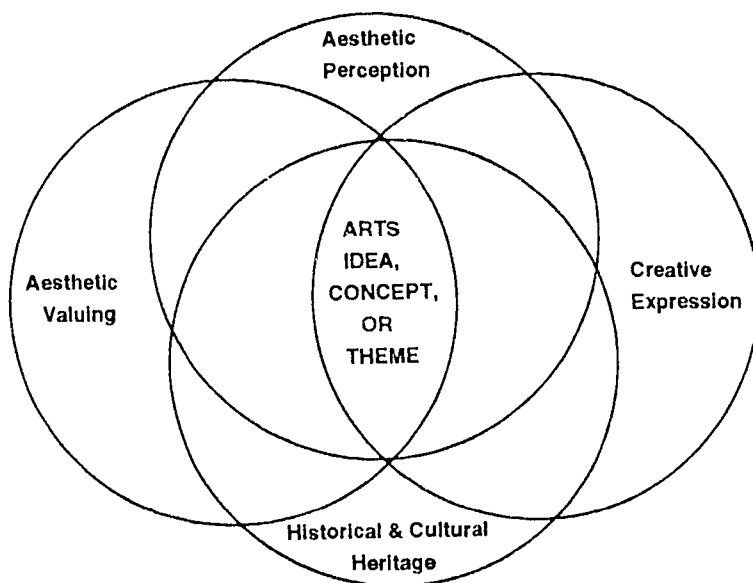 Aesthetic
Perception
Aesthetic
Valuing
ARTS
IDEA,
CONCEPT,
OR
THEME
Creative
Expression
Historical & Cultural
Heritage